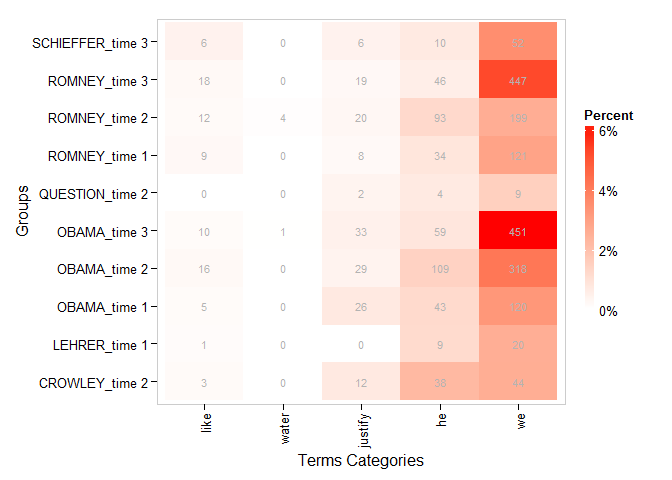 SCHIEFFER_time 3 6 0 6 10 52
ROMNEY_time 3 18 0 19 46 447
ROMNEY_time 2 12 4 20 93 199
ROMNEY_time 1 9 0 8 34 121
QUESTION_time 2 0 0 2 4 9
OBAMA_time 3 10 1 33 59 451
OBAMA_time 2 16 0 29 109 318
OBAMA_time 1 5 0 26 43
LEHRER_time 1 1 0 0 9 20
CROWLEY_time 2 3 0 12 38 44
like water justify he we
Terms Categories
Groups
Percent
6%
4%
2%
0%